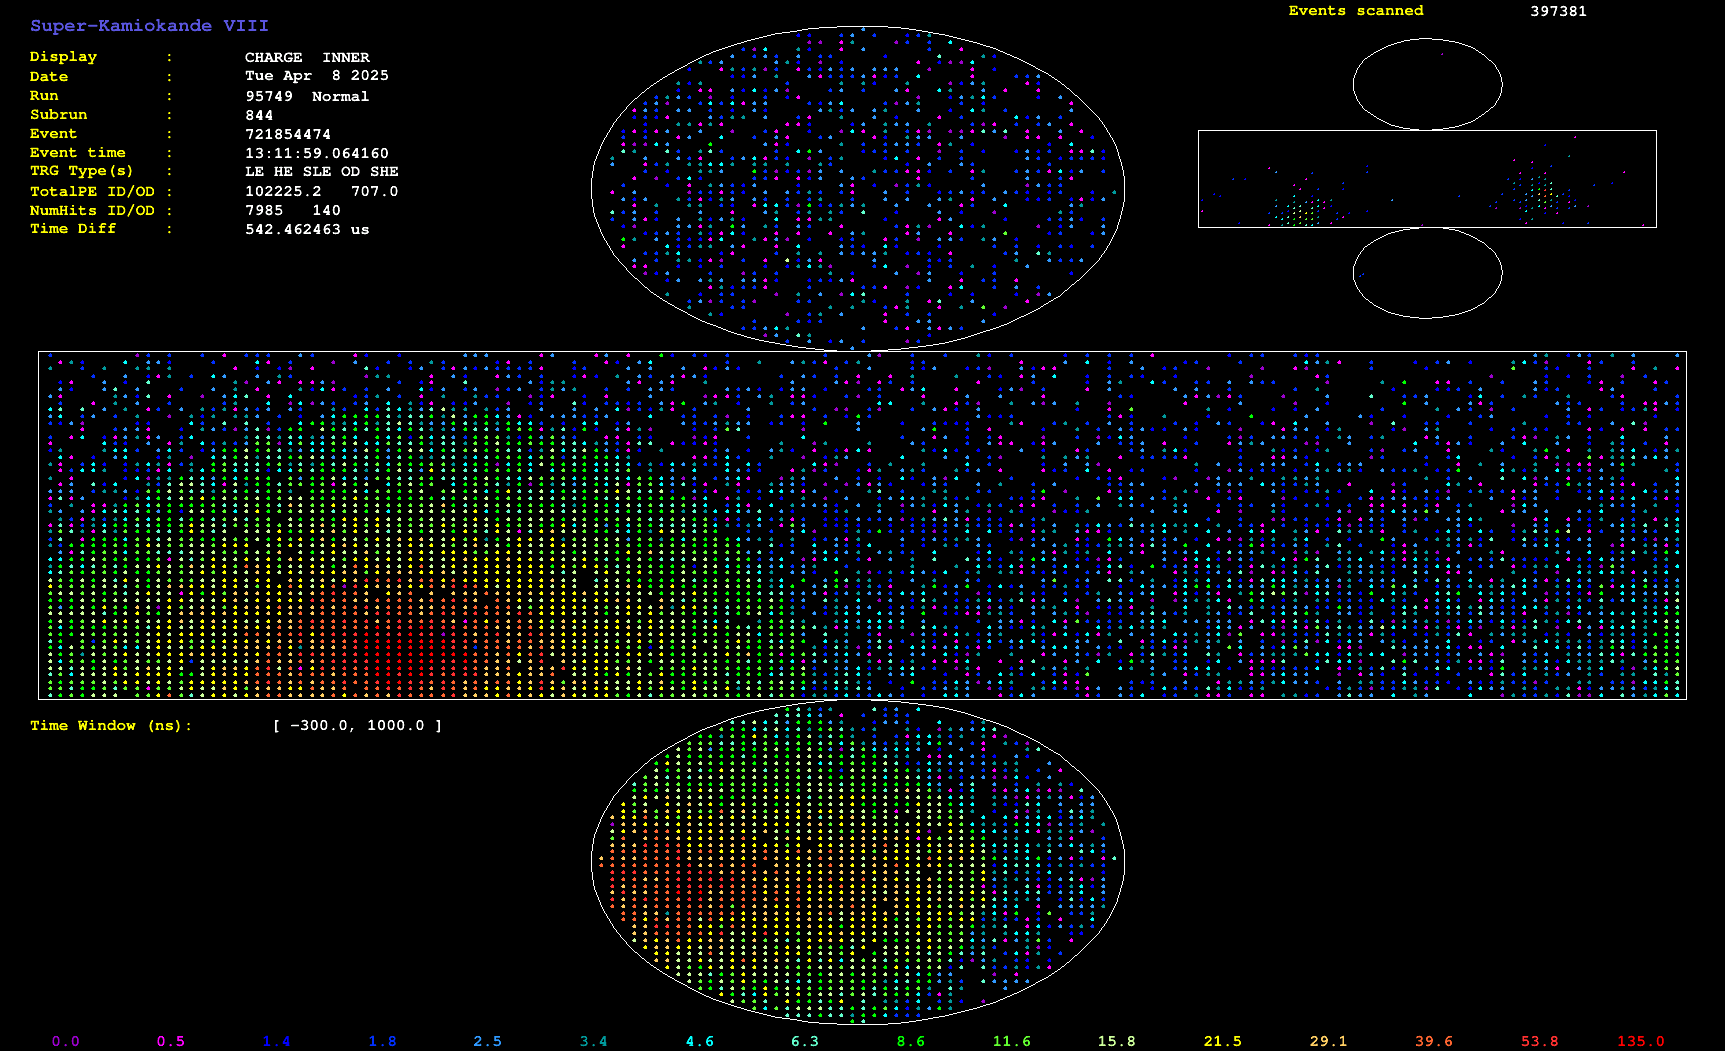 Super-Kamiokande VIII
Events scanned 397381
Display : CHARGE INNER
Date : Tue Apr 8 2025
Run : 95749 Normal
Subrun : 844
Event : 721854474
Event time : 13:11:59.064160
TRG Type(s) : LE HE SLE OD SHE
TotalPE ID/OD : 102225.2 707.0
NumHits ID/OD : 7985 140
Time Diff : 542.462463 us
Time Window (ns): [ -300.0, 1000.0 ]
0.0 0.5 1.4 1.8 2.5 3.4 4.6 6.3 8.6 11.6 15.8 21.5 29.1 39.6 53.8 135.0